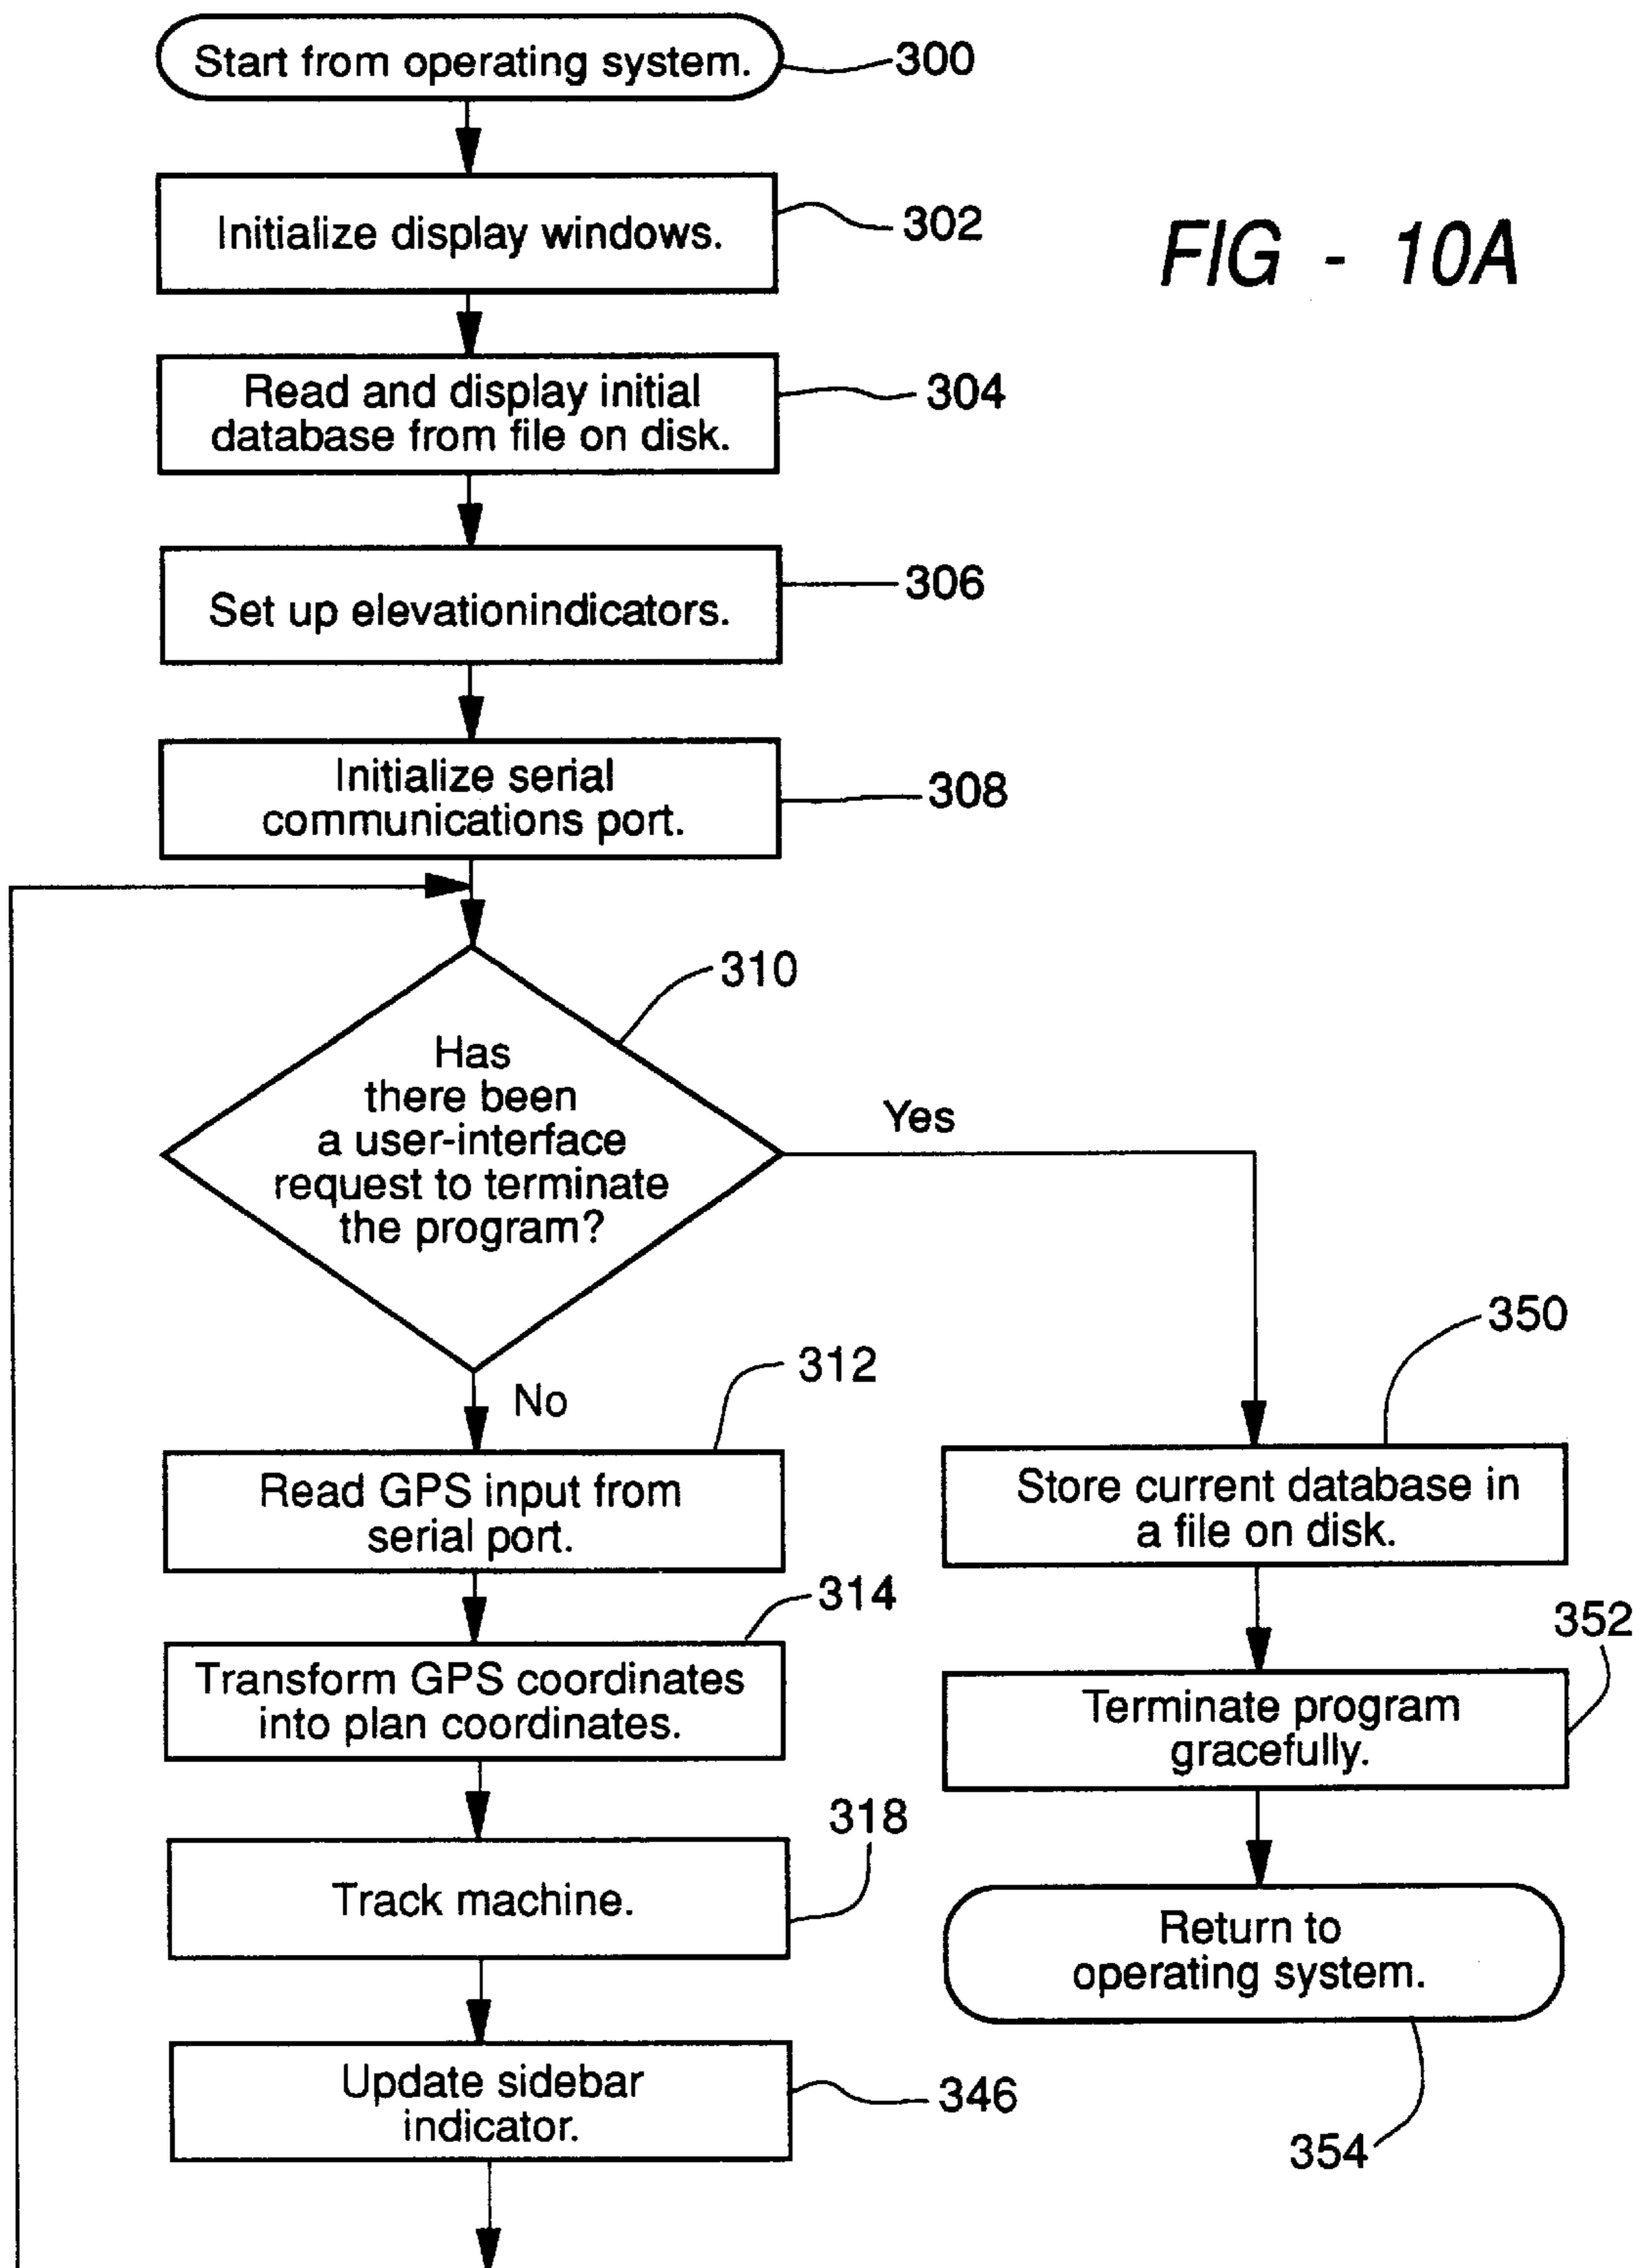 Start from operating system.
300
Initialize display windows.
302
FIG - 10A
Read and display initial
database from file on disk.
304
Set up elevationindicators.
306
Initialize serial
communications port.
308
310
Has
there been
a user-interface
request to terminate
the program?
Yes
No
312
Read GPS input from
serial port.
314
Transform GPS coordinates
into plan coordinates.
318
Track machine.
Update sidebar
indicator.
346
350
Store current database in
a file on disk.
352
Terminate program
gracefully.
Return to
operating system.
354